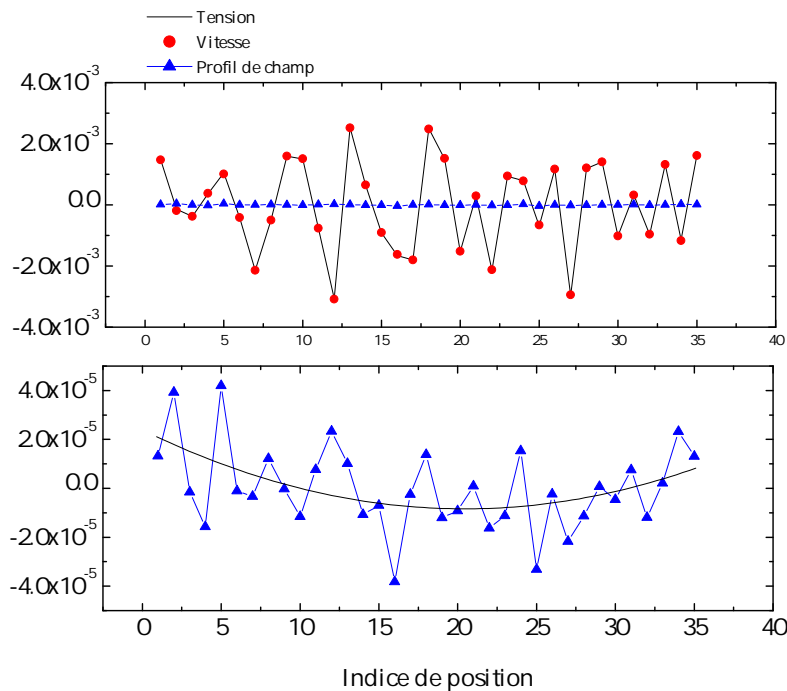 Tension
Vitesse
Profil de champ
4.0x10⁻³
2.0x10⁻³
0.0
-2.0x10⁻³
-4.0x10⁻³
0 5 10 15 20 25 30 35 40
4.0x10⁻⁵
2.0x10⁻⁵
0.0
-2.0x10⁻⁵
-4.0x10⁻⁵
0 5 10 15 20 25 30 35 40
Indice de position